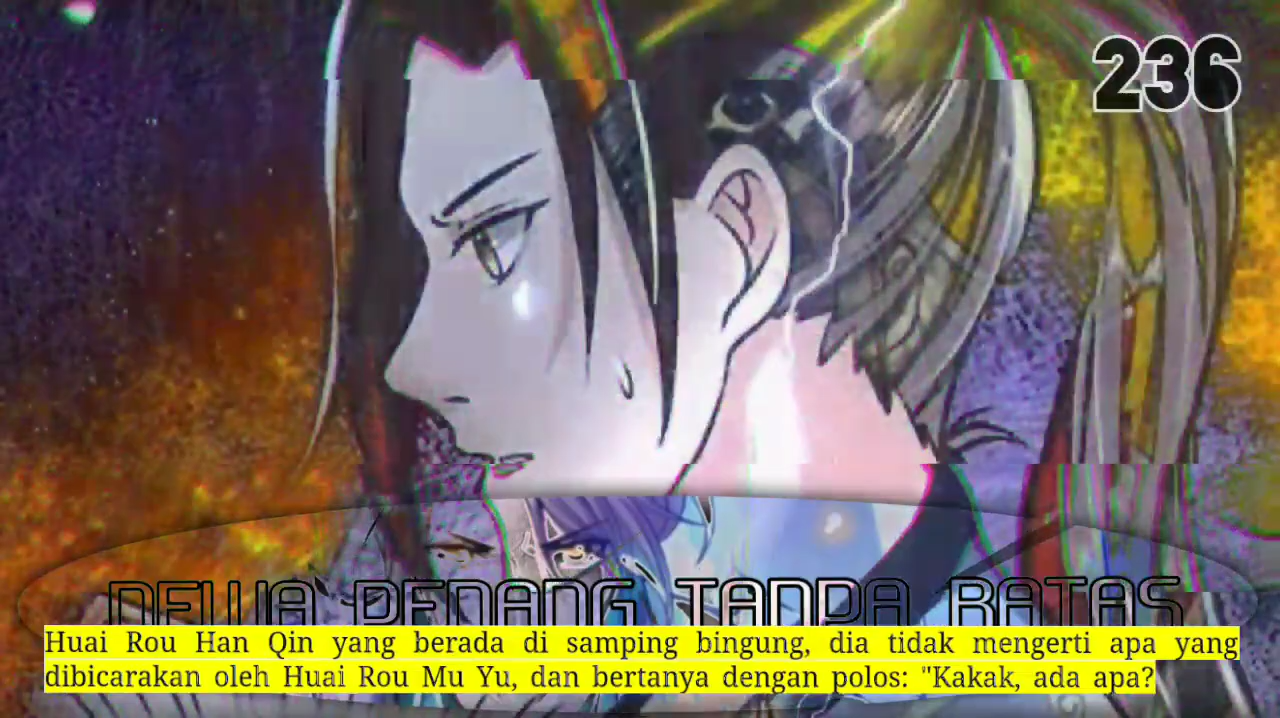 236
DEWA PEDANG TANPA BATAS
Huai Rou Han Qin yang berada di samping bingung, dia tidak mengerti apa yang
dibicarakan oleh Huai Rou Mu Yu, dan bertanya dengan polos: "Kakak, ada apa?